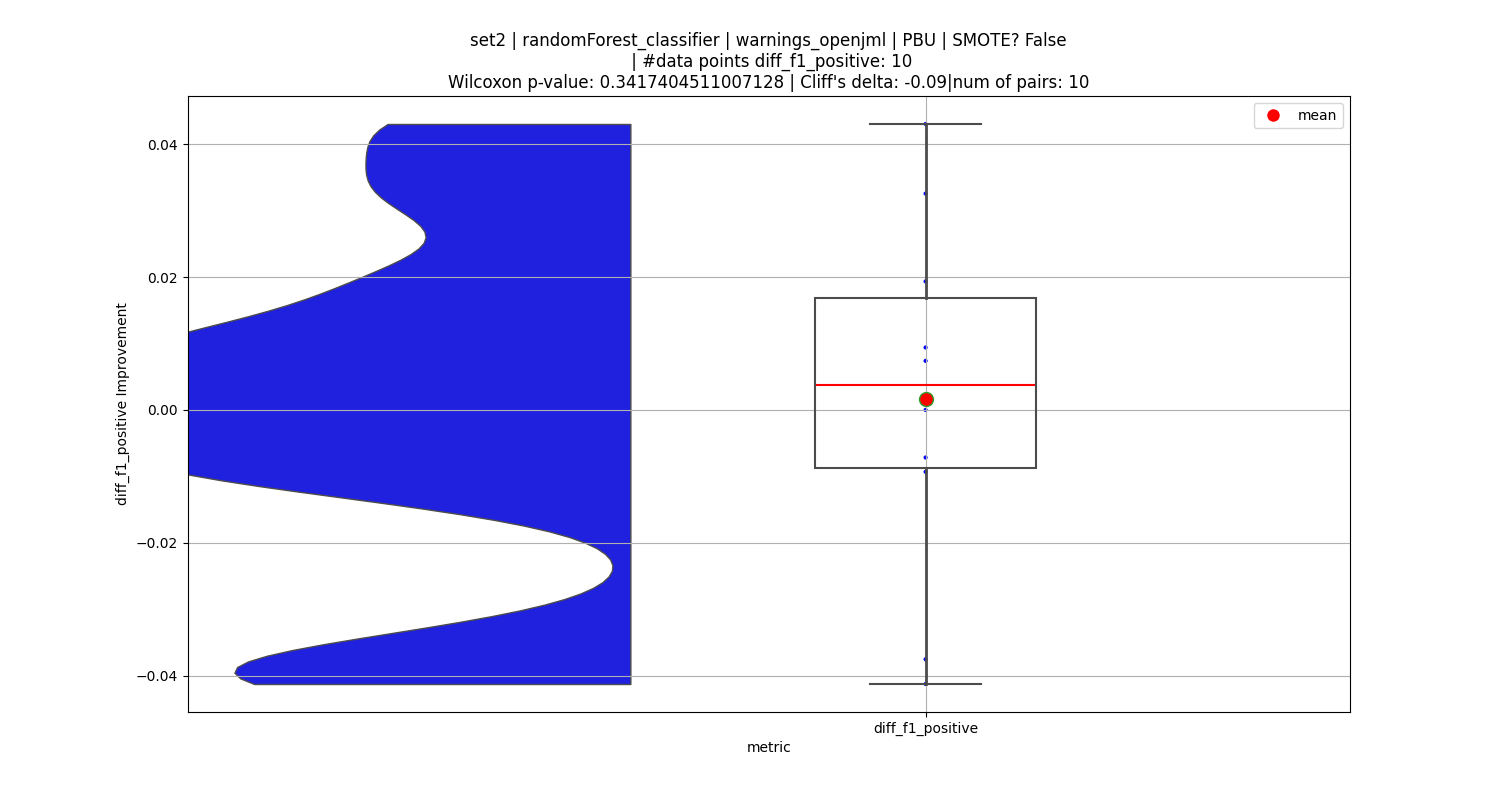 set2 | randomForest_classifier | warnings_openjml | PBU | SMOTE? False
| #data points diff_f1_positive: 10
Wilcoxon p-value: 0.3417404511007128 | Cliff's delta: -0.09|num of pairs: 10
mean
0.04
0.02
0.00
−0.02
−0.04
diff_f1_positive Improvement
diff_f1_positive
metric